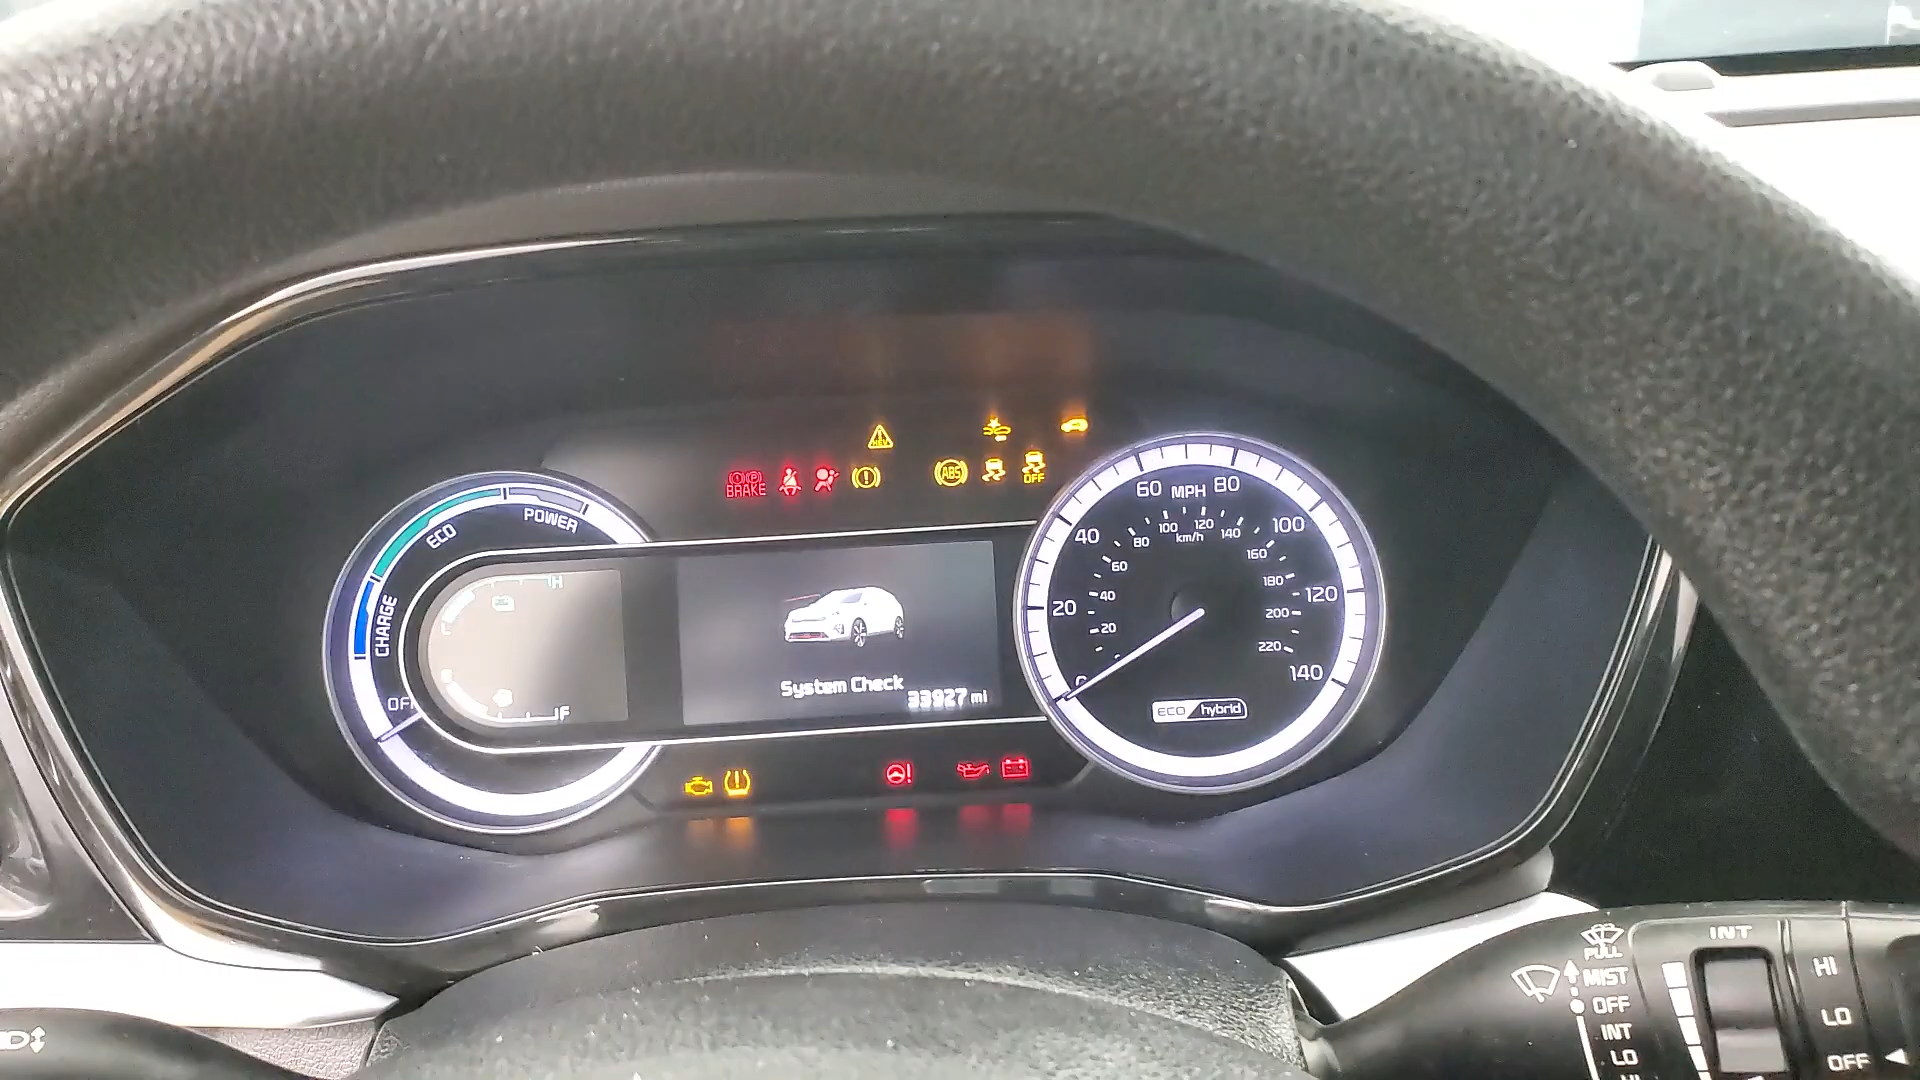 HEV
BRAKE
ABS
OFF
CHARGE
ECO
POWER
OFF
H
F
System Check
33927 mi
0 20 40 60 MPH 80 100 120 140
20 40 60 80 100 120 140 160 180 200 220
km/h
ECO hybrid
PULL
MIST
OFF
INT
LO
HI
INT
HI
LO
OFF